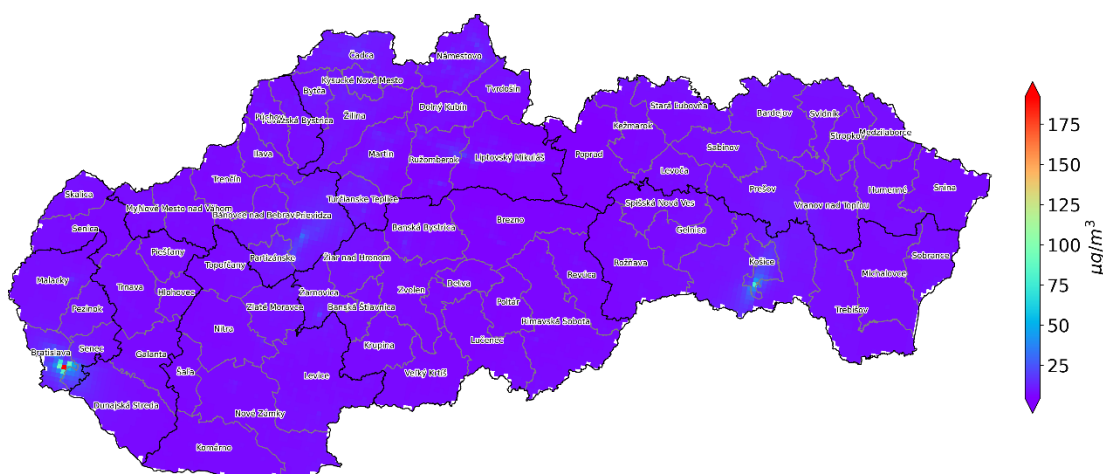 Čadca
Námestovo
Kysucké Nové Mesto
Bytča
Tvrdošín
Dolný Kubín
Žilina
Púchov
Považská Bystrica
Ilava
Martin
Ružomberok
Liptovský Mikuláš
Trenčín
Stará Ľubovňa
Bardejov
Svidník
Kežmarok
Stropkov
Medzilaborce
Sabinov
Poprad
Levoča
Prešov
Humenné
Snina
Skalica
Myjava
Nové Mesto nad Váhom
Bánovce nad Bebravou
Prievidza
Turčianske Teplice
Spišská Nová Ves
Vranov nad Topľou
Senica
Banská Bystrica
Brezno
Gelnica
Piešťany
Topoľčany
Partizánske
Žiar nad Hronom
Rožňava
Košice
Sobrance
Michalovce
Malacky
Trnava
Hlohovec
Zvolen
Detva
Revúca
Žarnovica
Banská Štiavnica
Zlaté Moravce
Poltár
Pezinok
Trebišov
Nitra
Rimavská Sobota
Krupina
Lučenec
Bratislava
Senec
Galanta
Šaľa
Levice
Veľký Krtíš
Dunajská Streda
Nové Zámky
Komárno
175
150
125
100
75
50
25
μg/m³